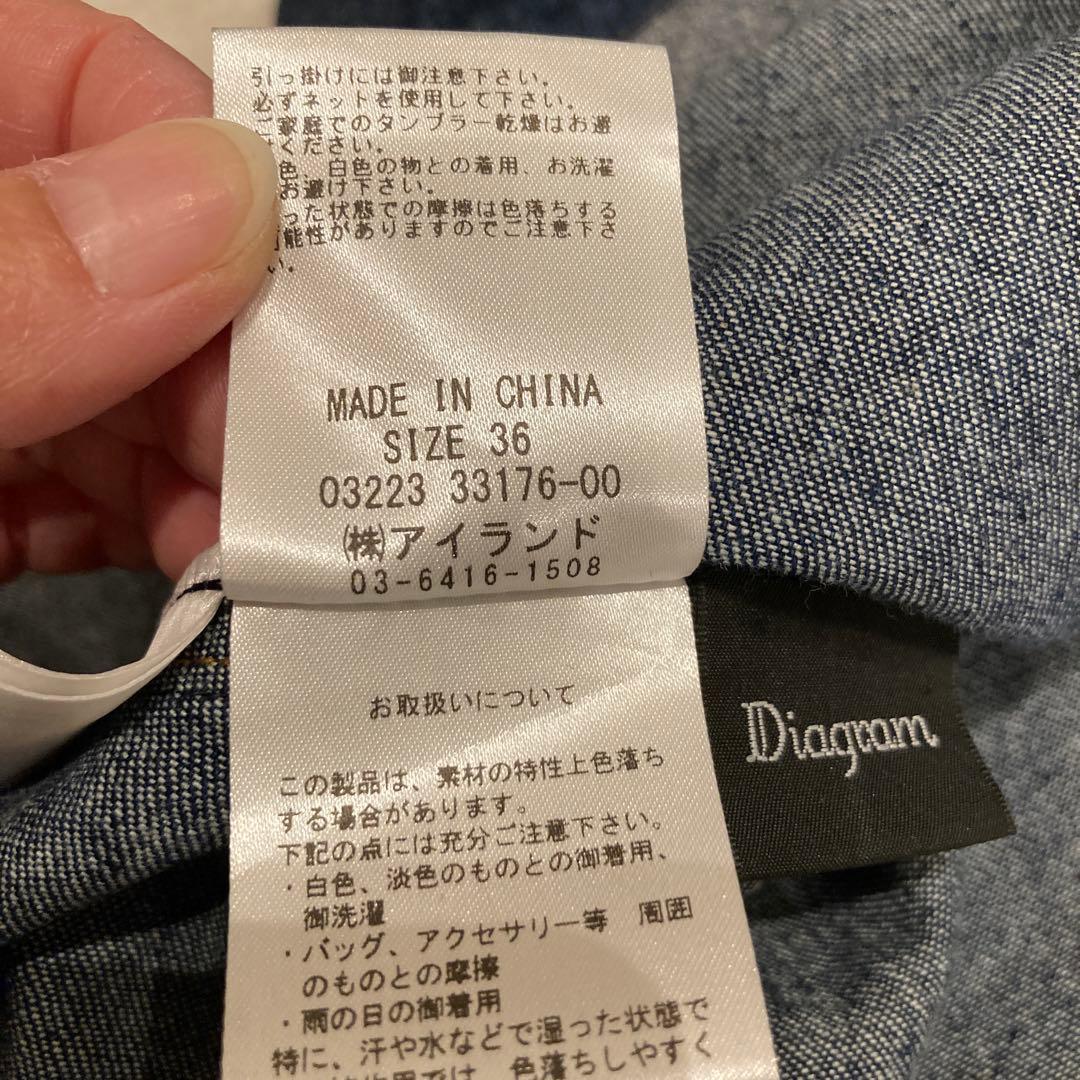 引っ掛けには御注意下さい。
必ずネットを使用して下さい。
ご家庭でのタンブラー乾燥はお避
けください。
色、白色の物との着用、お洗濯
お避け下さい。
った状態での摩擦は色落ちする
可能性がありますのでご注意下さ
い。
MADE IN CHINA
SIZE 36
03223 33176-00
㈱アイランド
03-6416-1508
お取扱いについて
この製品は、素材の特性上色落ち
する場合があります。
下記の点には充分ご注意下さい。
・白色、淡色のものとの御着用、
御洗濯
・バッグ、アクセサリー等 周囲
のものとの摩擦
・雨の日の御着用
特に、汗や水などで湿った状態で
は 色落ちしやすく
Diagram